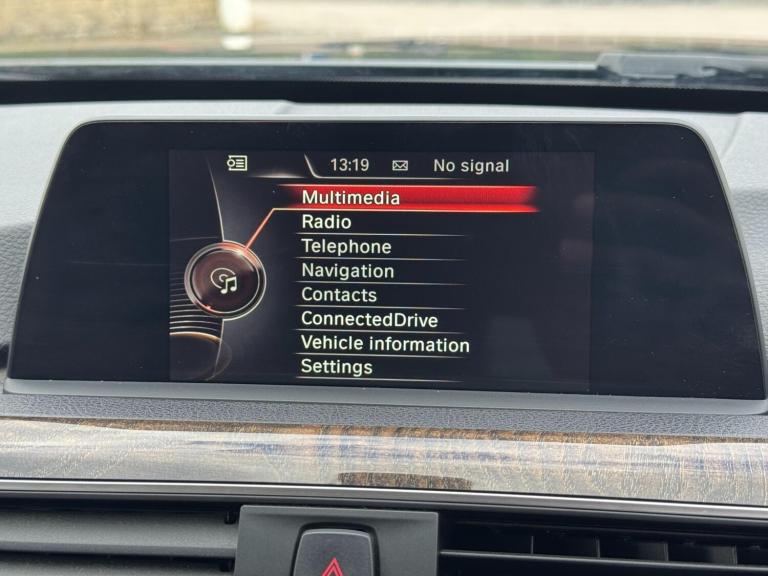 13:19 No signal
Multimedia
Radio
Telephone
Navigation
Contacts
ConnectedDrive
Vehicle information
Settings